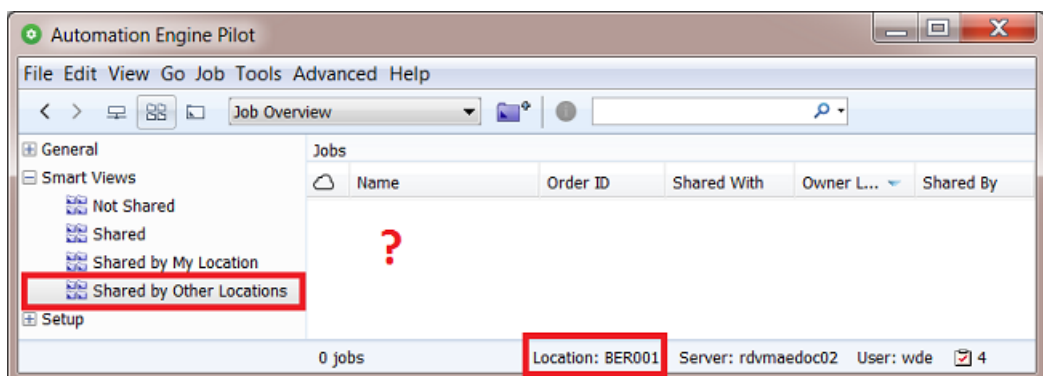 Automation Engine Pilot
File Edit View Go Job Tools Advanced Help
Job Overview
General
Smart Views
Not Shared
Shared
Shared by My Location
Shared by Other Locations
Setup
Jobs
Name Order ID Shared With Owner L... Shared By
?
0 jobs Location: BER001 Server: rdvmaedoc02 User: wde 4